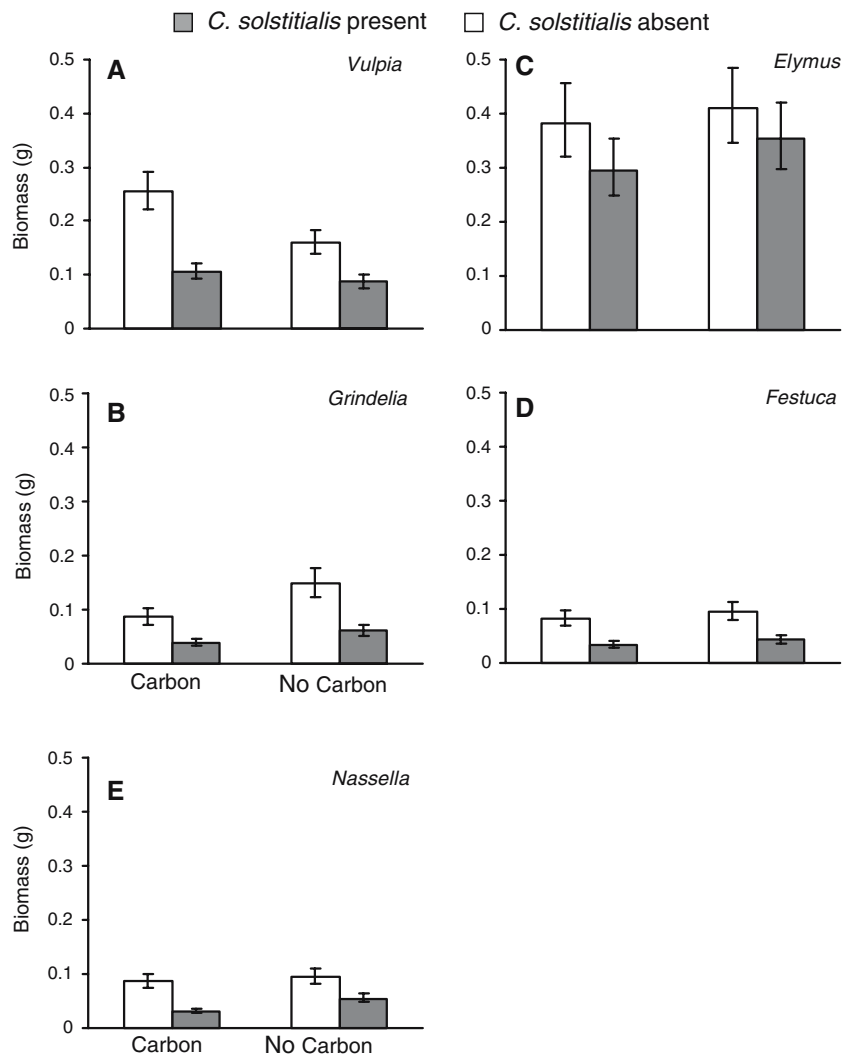 C. solstitialis present C. solstitialis absent
A Vulpia
Biomass (g)
0.5
0.4
0.3
0.2
0.1
0
C Elymus
0.5
0.4
0.3
0.2
0.1
0
B Grindelia
Biomass (g)
0.5
0.4
0.3
0.2
0.1
0
Carbon No Carbon
D Festuca
0.5
0.4
0.3
0.2
0.1
0
E Nassella
Biomass (g)
0.5
0.4
0.3
0.2
0.1
0
Carbon No Carbon